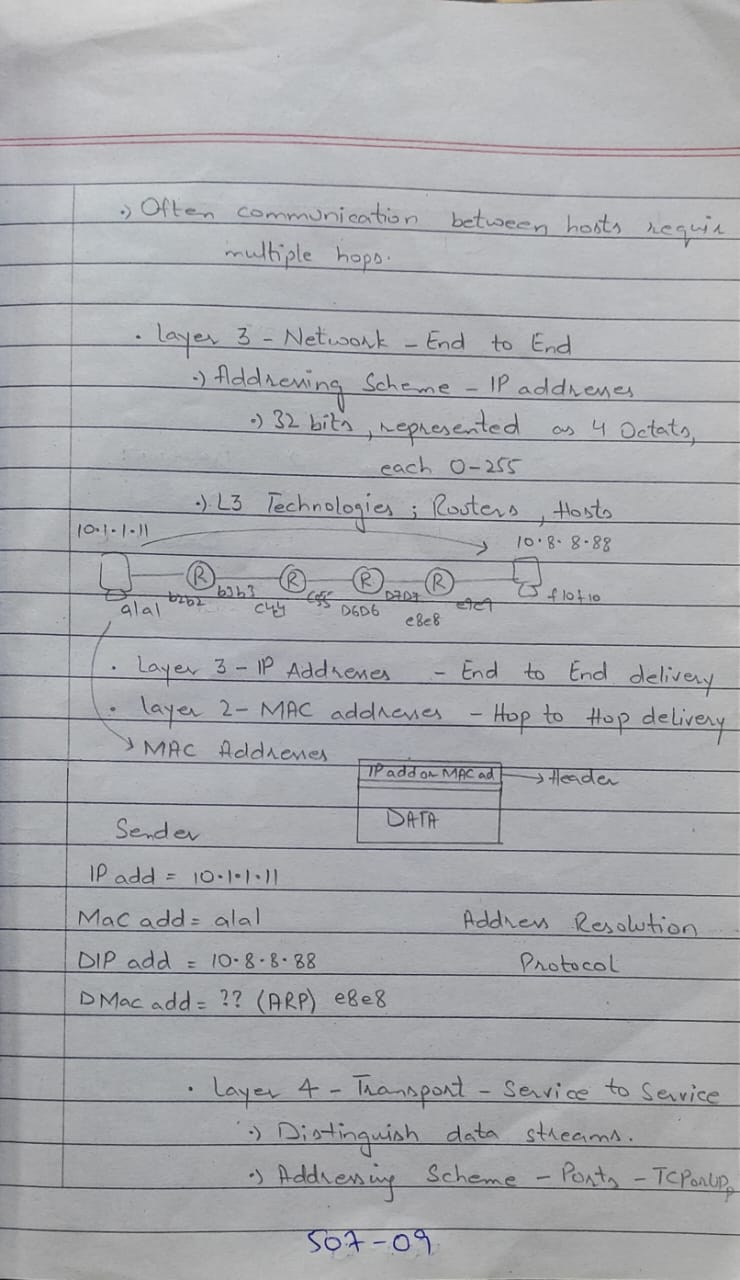 ·) Often communication between hosts requir
multiple hops.
· Layer 3 - Network - End to End
·) Addressing Scheme - IP addresses
·) 32 bits, represented as 4 Octats,
each 0-255
·) L3 Technologies ; Routers, Hosts
10.1.1.11
10.8.8.88
R R R R
a1a1 b2b2 b3b3 C44 C55 D6D6 D7D7 e8e8 e9e9 f10f10
· Layer 3 - IP Addresses - End to End delivery
· layer 2 - MAC addresses - Hop to Hop delivery
MAC Addresses
IP add or MAC ad → Header
DATA
Sender
IP add = 10.1.1.11
Mac add = a1a1 Address Resolution
DIP add = 10.8.8.88 Protocol
DMac add = ?? (ARP) e8e8
· Layer 4 - Transport - Service to Service
·) Distinguish data streams.
·) Addressing Scheme - Ports - TCP or UDP
S07-09